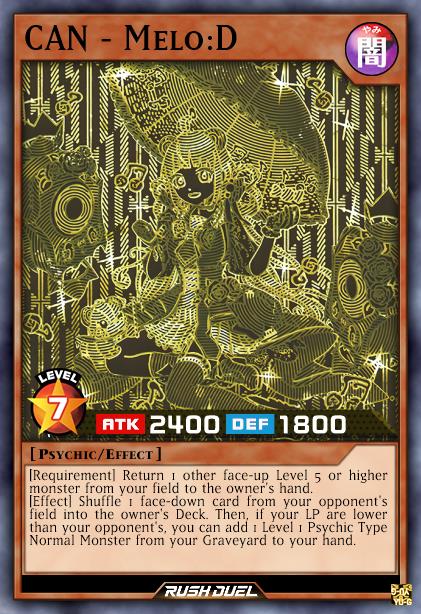 CAN - Melo:D
やみ
闇
LEVEL
7
ATK 2400 DEF 1800
[Psychic/Effect]
[Requirement] Return 1 other face-up Level 5 or higher
monster from your field to the owner's hand.
[Effect] Shuffle 1 face-down card from your opponent's
field into the owner's Deck. Then, if your LP are lower
than your opponent's, you can add 1 Level 1 Psychic Type
Normal Monster from your Graveyard to your hand.
RUSH DUEL